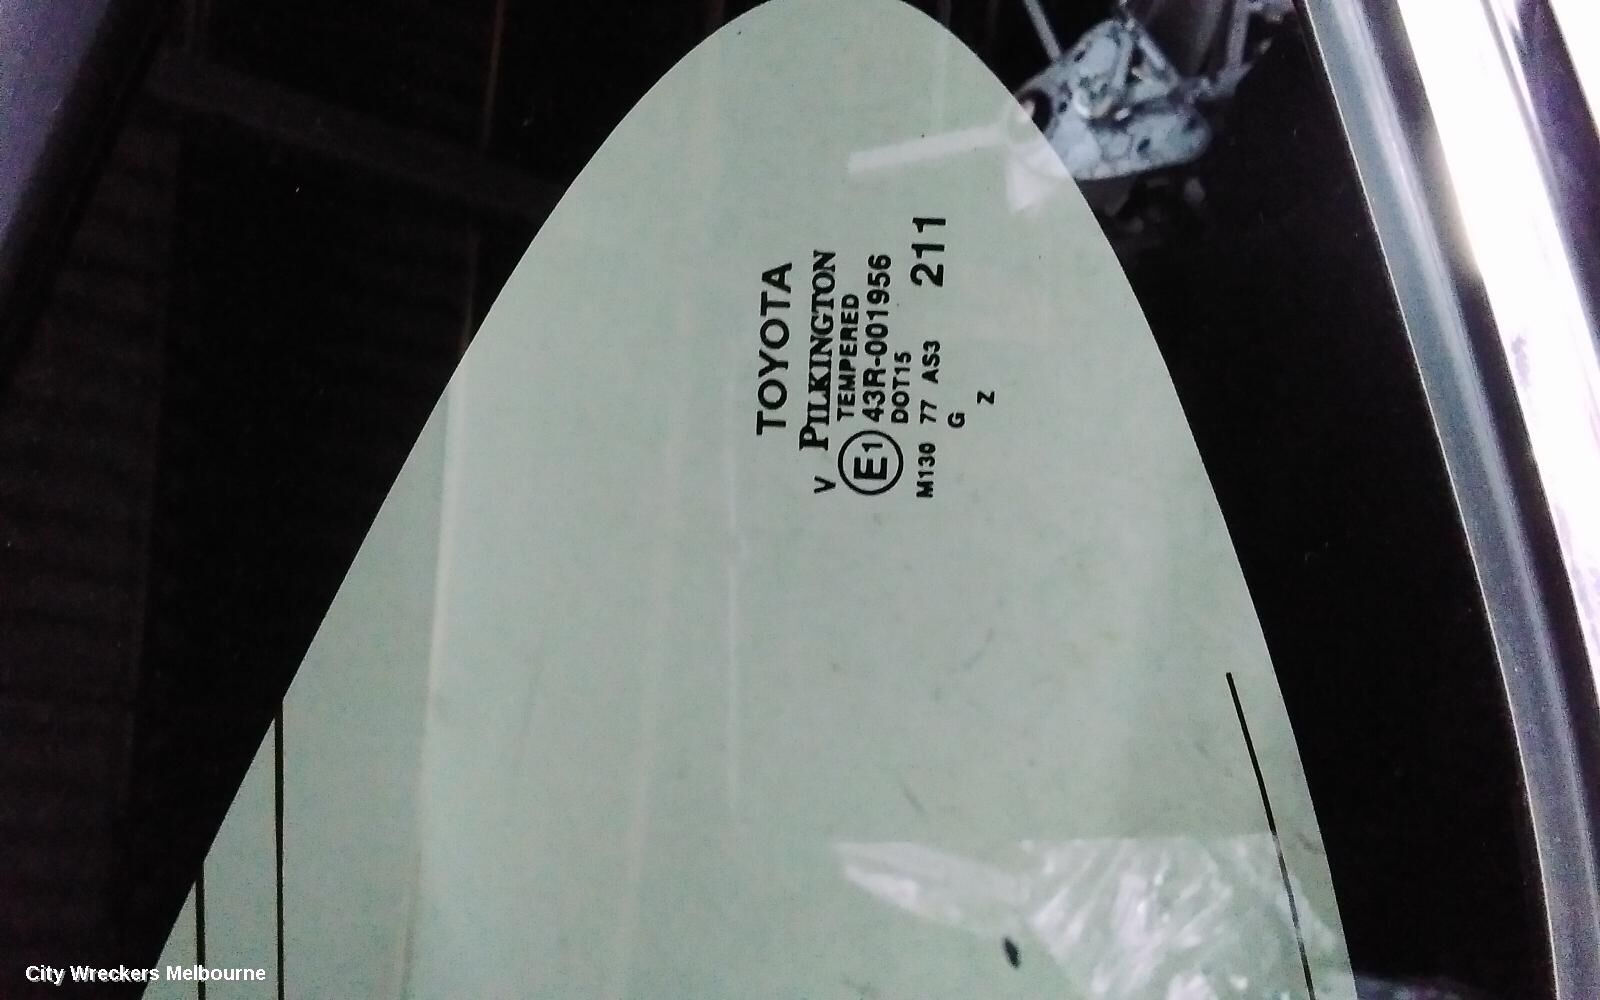 TOYOTA
V PILKINGTON
TEMPERED
E1 43R-001956
DOT15
M130 77 AS3 211
G
Z
City Wreckers Melbourne